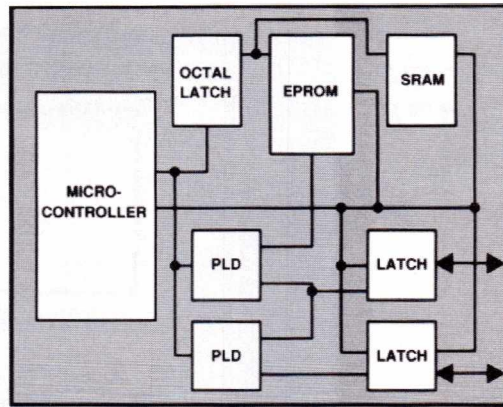 OCTAL
LATCH
EPROM
SRAM
MICRO-
CONTROLLER
PLD
LATCH
PLD
LATCH